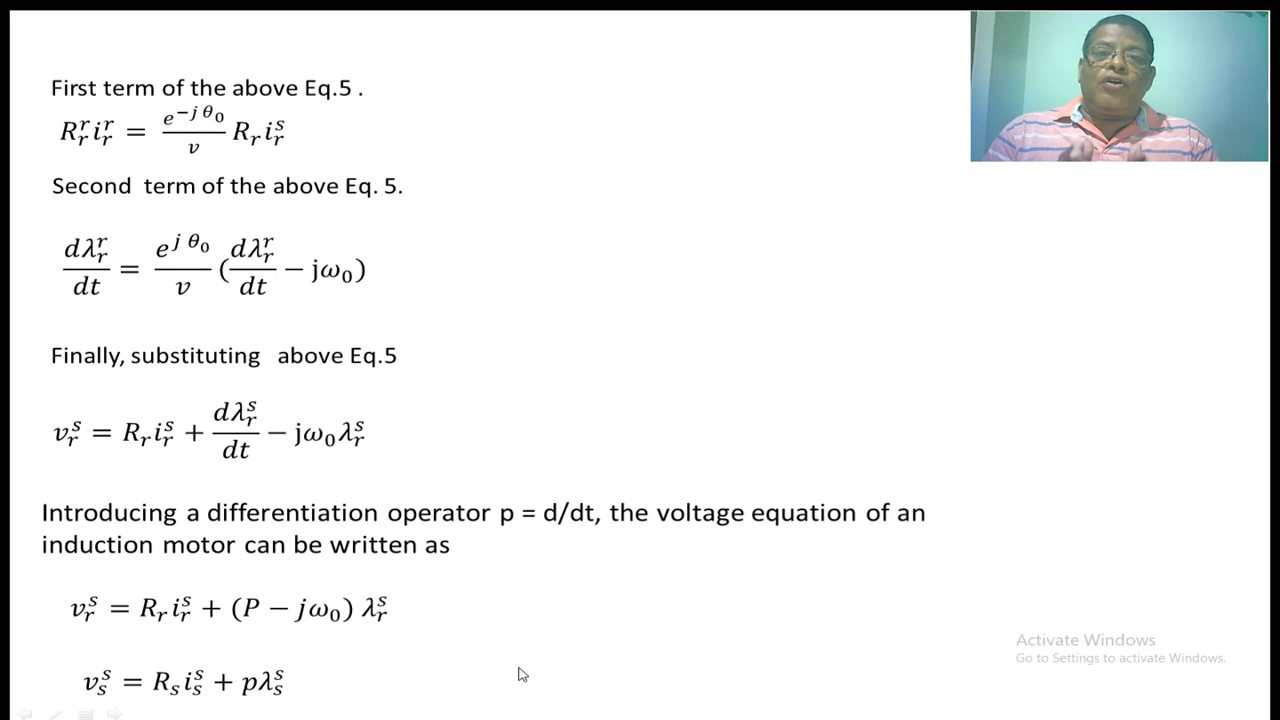 First term of the above Eq.5 .
$R_r^r i_r^r = \frac{e^{-j\theta_0}}{v} R_r i_r^s$
Second term of the above Eq. 5.
$\frac{d\lambda_r^r}{dt} = \frac{e^{j\theta_0}}{v} (\frac{d\lambda_r^r}{dt} - j\omega_0)$
Finally, substituting above Eq.5
$v_r^s = R_r i_r^s + \frac{d\lambda_r^s}{dt} - j\omega_0 \lambda_r^s$
Introducing a differentiation operator p = d/dt, the voltage equation of an
induction motor can be written as
$v_r^s = R_r i_r^s + (P - j\omega_0) \lambda_r^s$
$v_s^s = R_s i_s^s + p\lambda_s^s$
Activate Windows
Go to Settings to activate Windows.